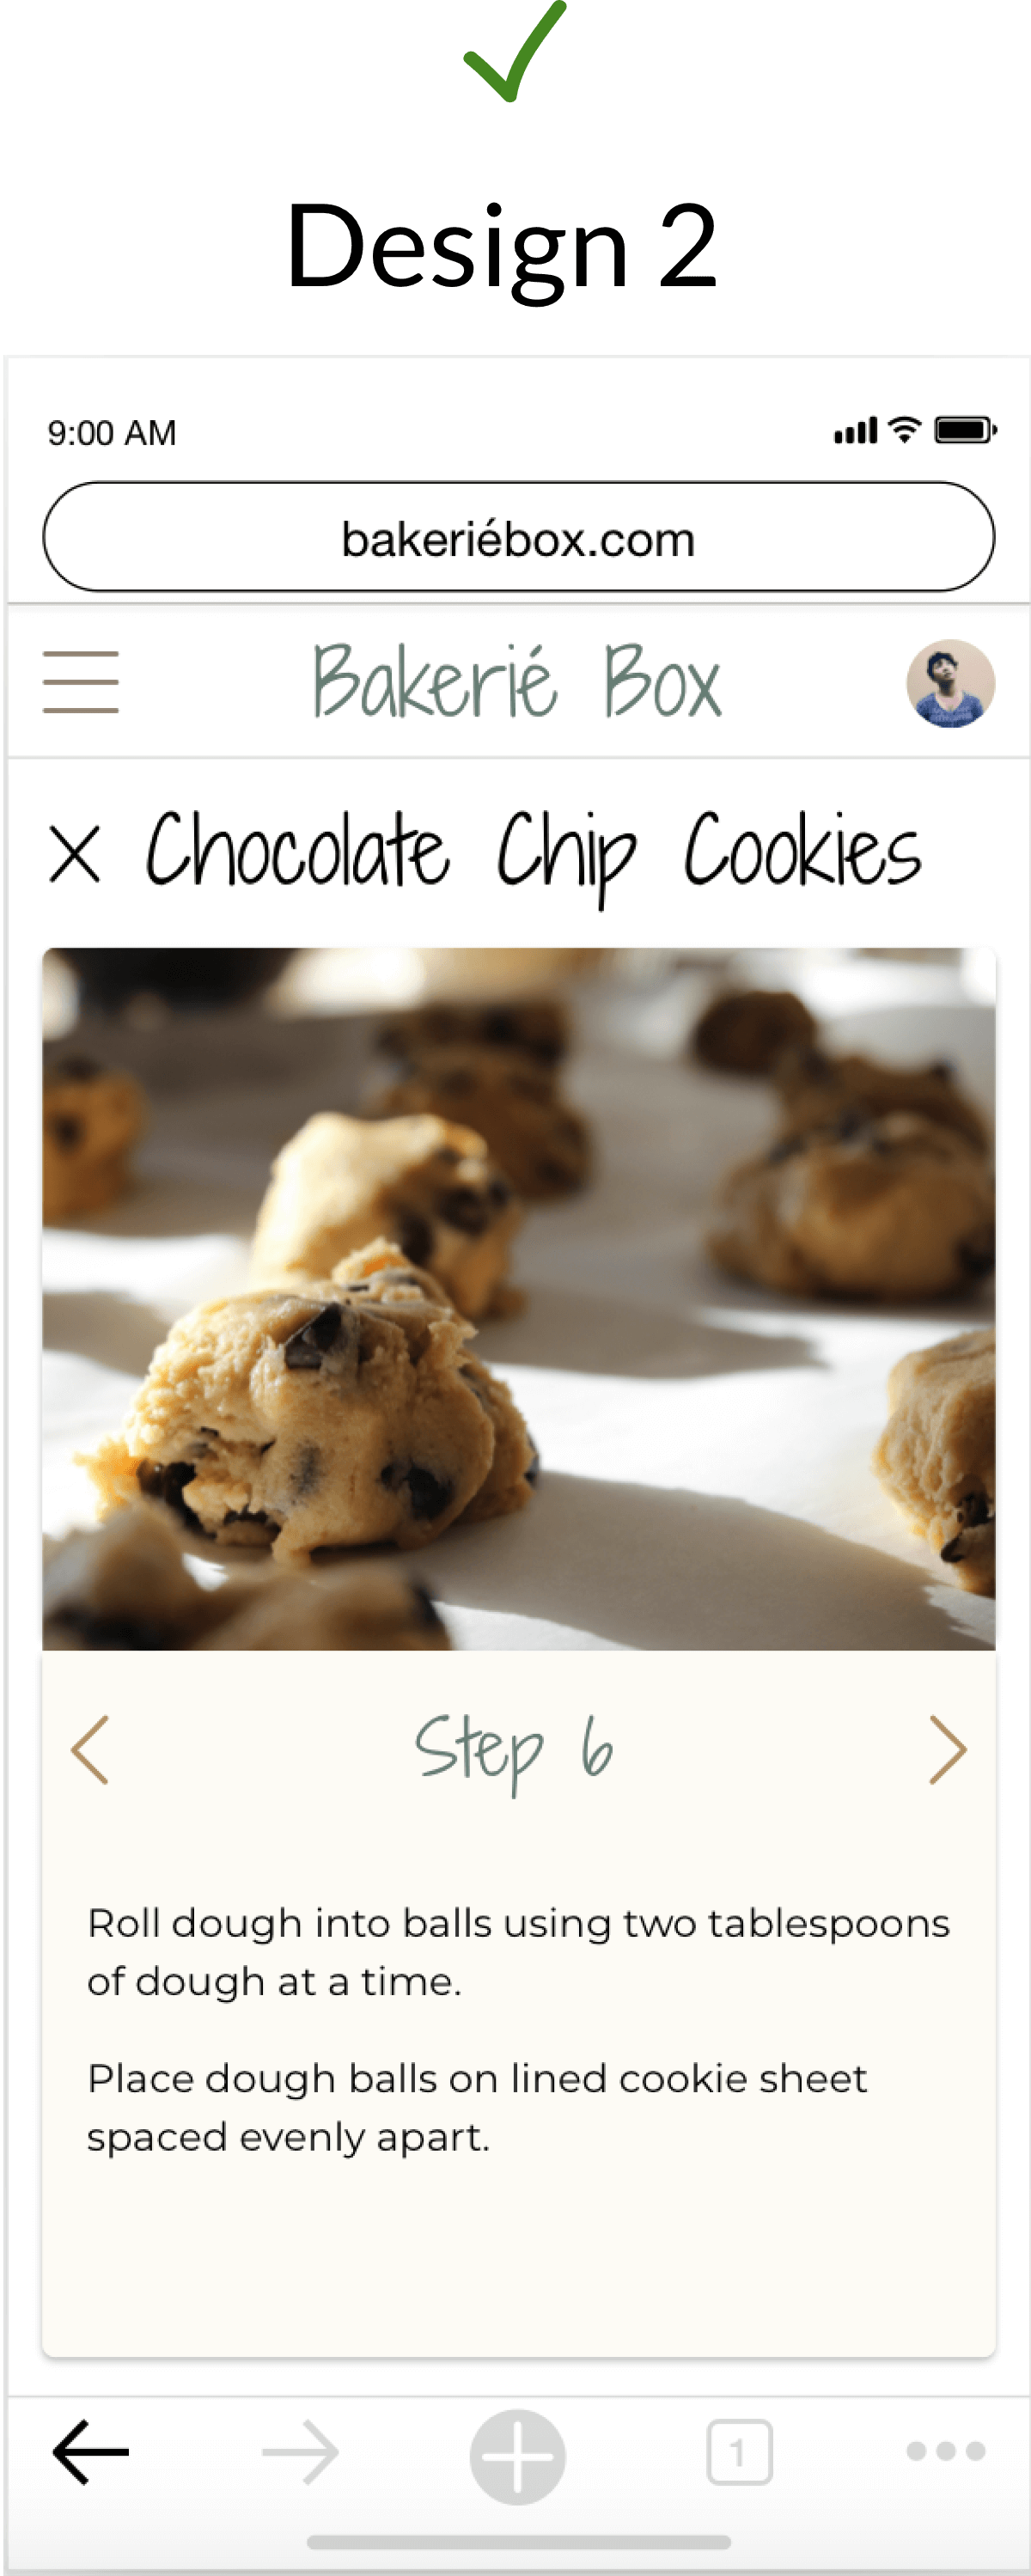 Design 2
9:00 AM
bakeriébox.com
Bakerié Box
Chocolate Chip Cookies
Step 6
Roll dough into balls using two tablespoons
of dough at a time.
Place dough balls on lined cookie sheet
spaced evenly apart.
1